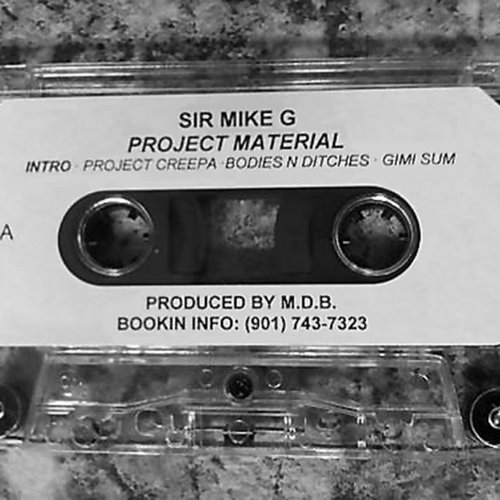 SIR MIKE G
PROJECT MATERIAL
INTRO · PROJECT CREEPA · BODIES N DITCHES · GIMI SUM
A
PRODUCED BY M.D.B.
BOOKIN INFO: (901) 743-7323